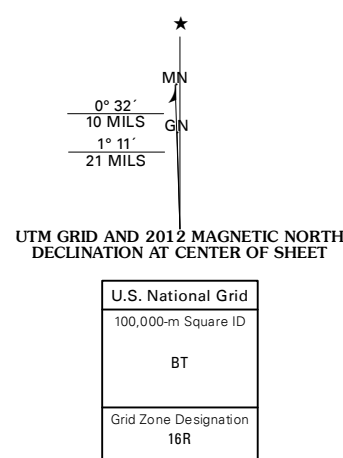 ★
MN
0° 32´
10 MILS
GN
1° 11´
21 MILS
UTM GRID AND 2012 MAGNETIC NORTH
DECLINATION AT CENTER OF SHEET
U.S. National Grid
100,000-m Square ID
BT
Grid Zone Designation
16R